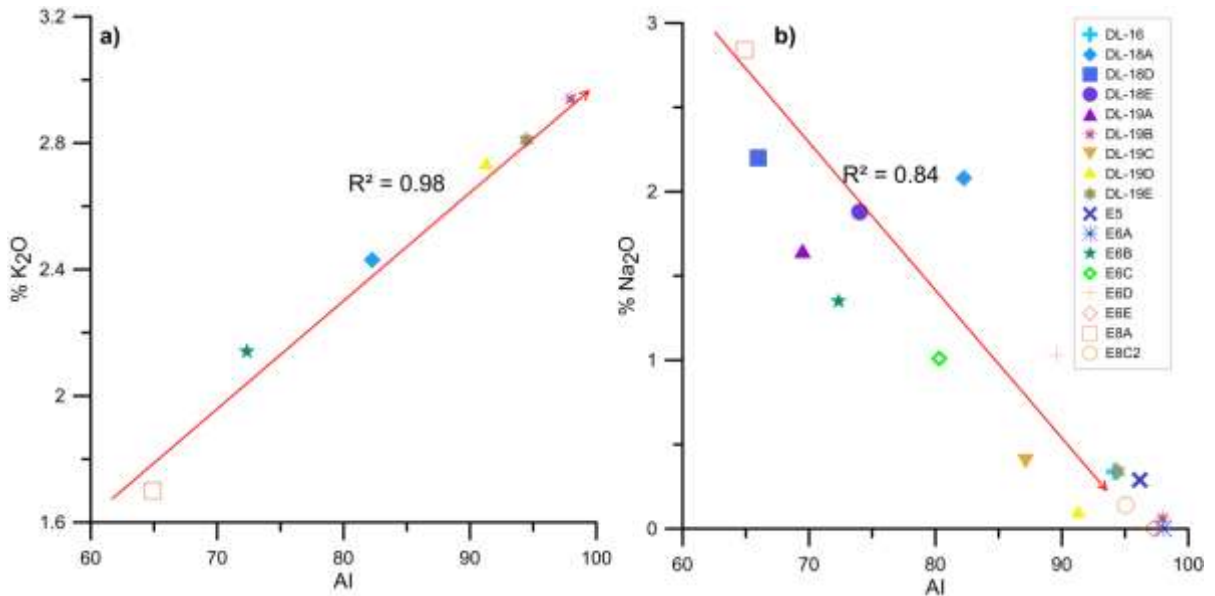 a)
3.2
2.8
2.4
2
1.6
% K₂O
R² = 0.98
60
70
80
90
100
AI
b)
3
2
1
0
% Na₂O
R² = 0.84
60
70
80
90
100
AI
DL-16
DL-18A
DL-18D
DL-18E
DL-19A
DL-19B
DL-19C
DL-19D
DL-19E
E5
E6A
E6B
E6C
E6D
E6E
E8A
E8C2